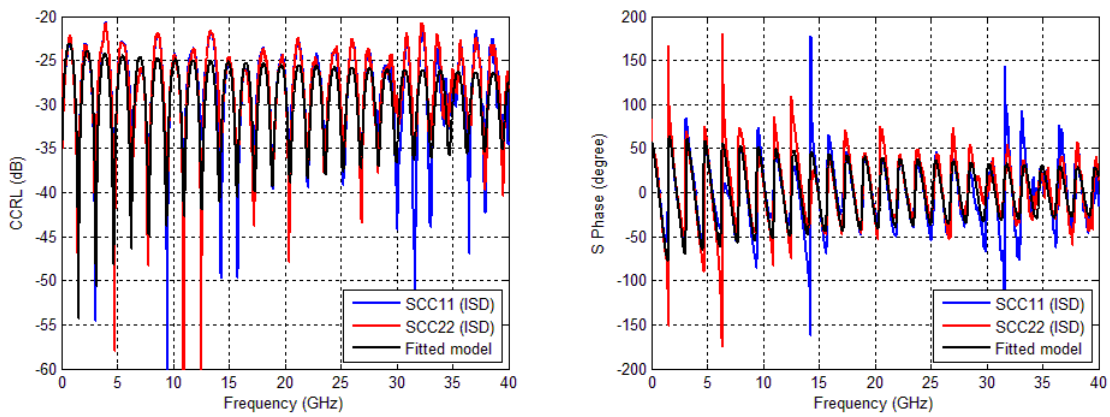 -20
-25
-30
-35
-40
-45
-50
-55
-60
CCRL (dB)
0 5 10 15 20 25 30 35 40
Frequency (GHz)
SCC11 (ISD)
SCC22 (ISD)
Fitted model
200
150
100
50
0
-50
-100
-150
-200
S Phase (degree)
0 5 10 15 20 25 30 35 40
Frequency (GHz)
SCC11 (ISD)
SCC22 (ISD)
Fitted model